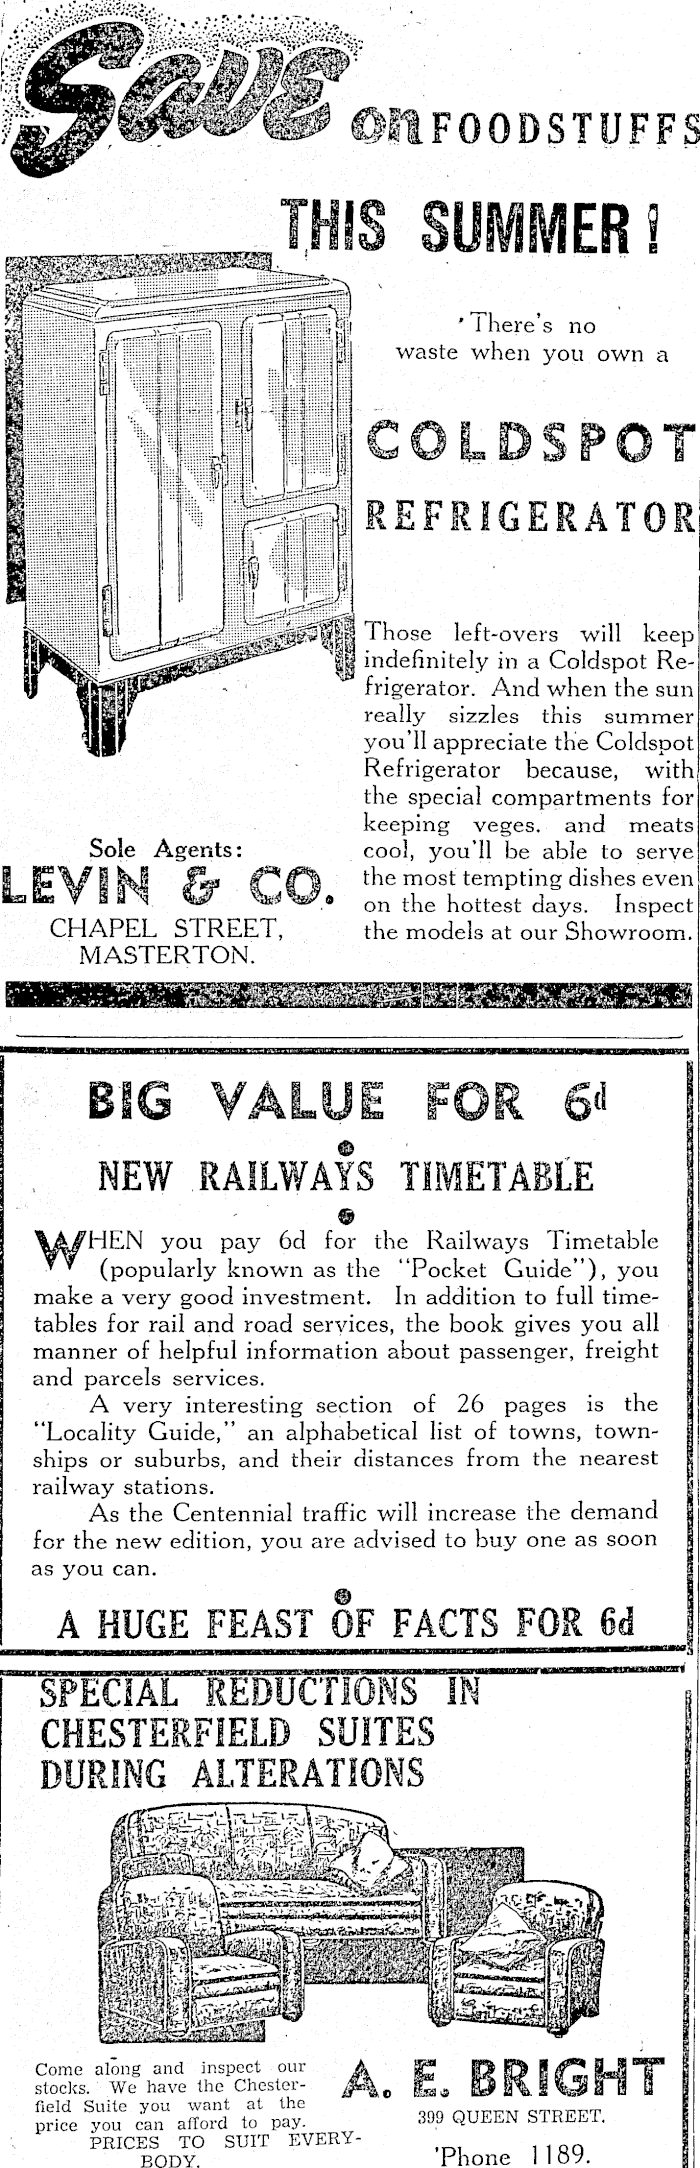 Save on FOODSTUFFS
THIS SUMMER!
'There's no
waste when you own a
COLDSPOT
REFRIGERATOR
Those left-overs will keep
indefinitely in a Coldspot Re-
frigerator. And when the sun
really sizzles this summer
you'll appreciate the Coldspot
Refrigerator because, with
the special compartments for
keeping veges. and meats
cool, you'll be able to serve
the most tempting dishes even
on the hottest days. Inspect
the models at our Showroom.
Sole Agents:
LEVIN & CO.
CHAPEL STREET,
MASTERTON.
BIG VALUE FOR 6d
NEW RAILWAYS TIMETABLE
WHEN you pay 6d for the Railways Timetable
(popularly known as the "Pocket Guide"), you
make a very good investment. In addition to full time-
tables for rail and road services, the book gives you all
manner of helpful information about passenger, freight
and parcels services.
A very interesting section of 26 pages is the
"Locality Guide," an alphabetical list of towns, town-
ships or suburbs, and their distances from the nearest
railway stations.
As the Centennial traffic will increase the demand
for the new edition, you are advised to buy one as soon
as you can.
A HUGE FEAST OF FACTS FOR 6d
SPECIAL REDUCTIONS IN
CHESTERFIELD SUITES
DURING ALTERATIONS
Come along and inspect our
stocks. We have the Chester-
field Suite you want at the
price you can afford to pay.
PRICES TO SUIT EVERY-
BODY.
A. E. BRIGHT
399 QUEEN STREET.
'Phone 1189.